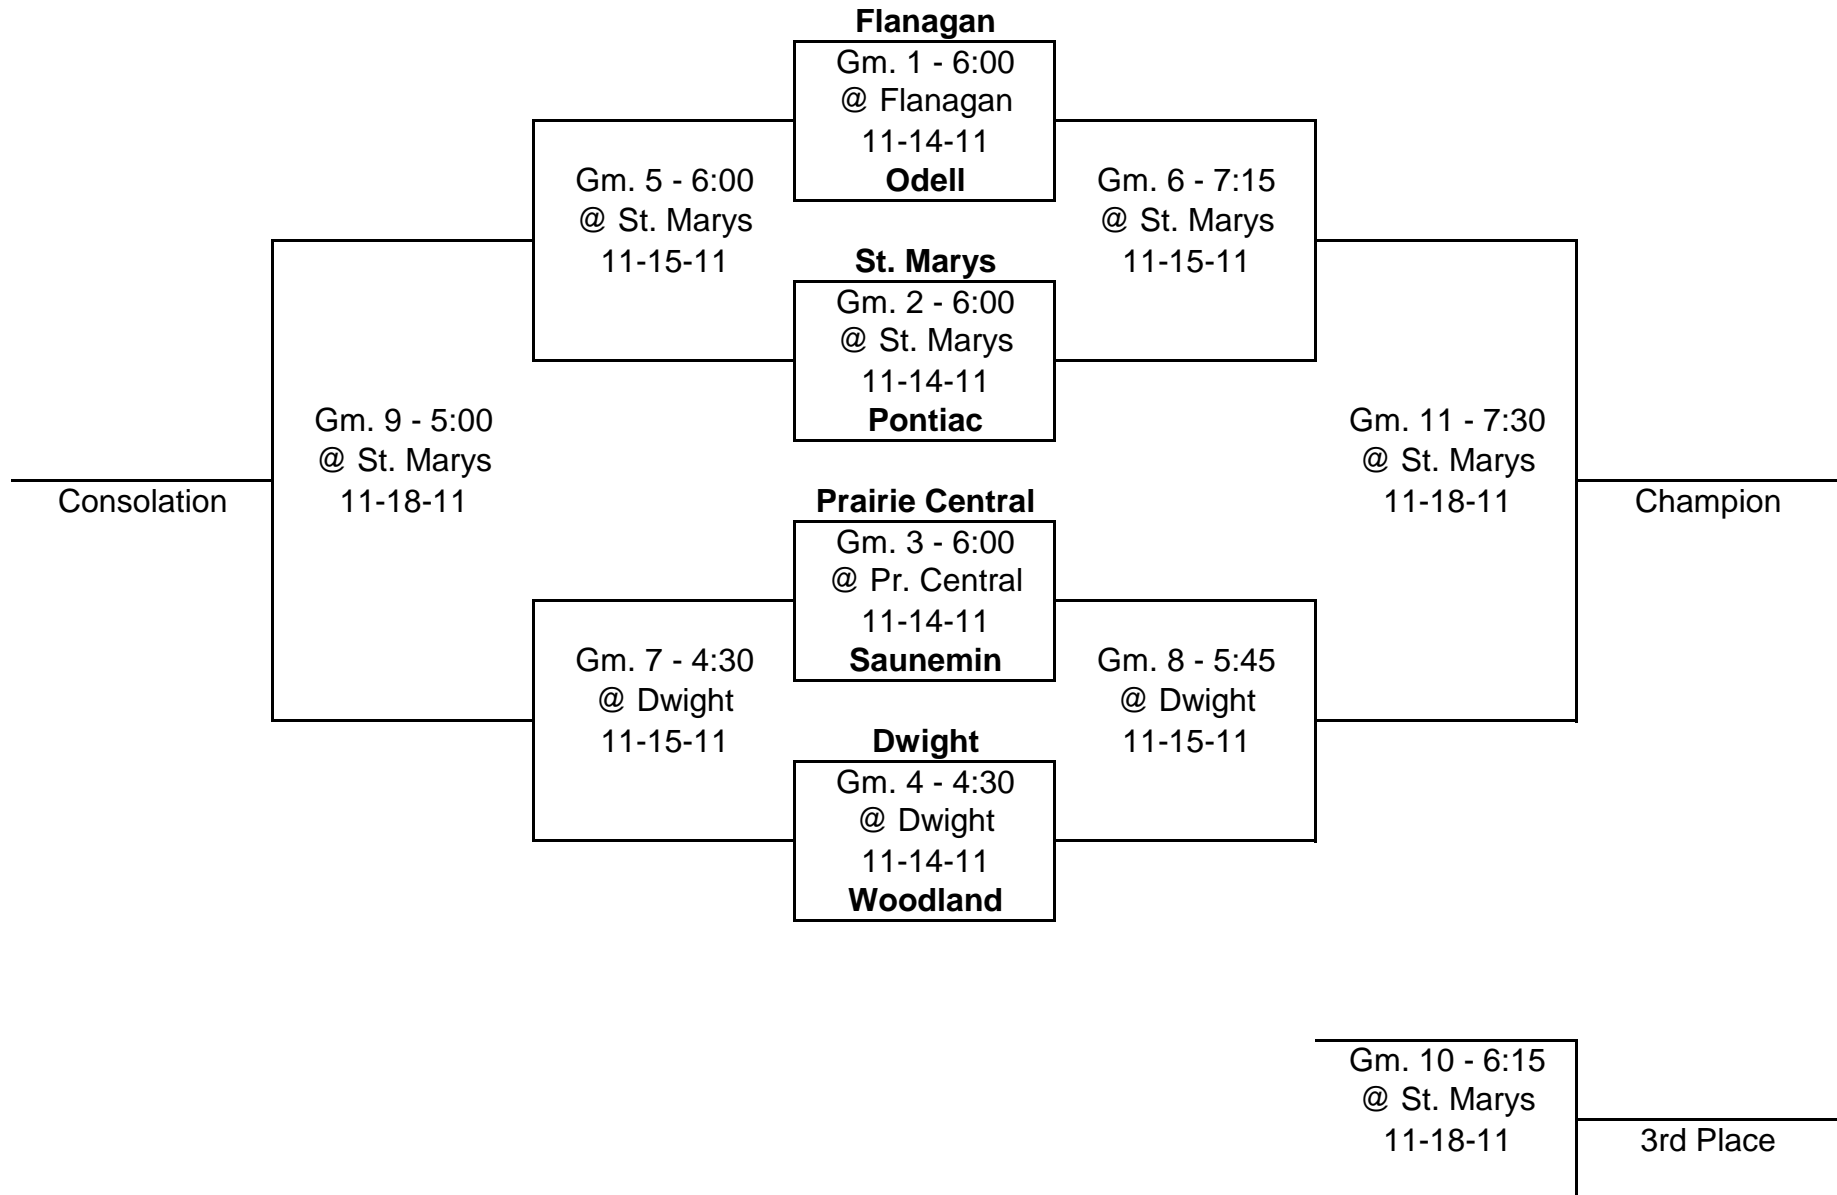 Flanagan
Gm. 1 - 6:00
@ Flanagan
11-14-11
Odell
Gm. 5 - 6:00
@ St. Marys
11-15-11
Gm. 6 - 7:15
@ St. Marys
11-15-11
St. Marys
Gm. 2 - 6:00
@ St. Marys
11-14-11
Pontiac
Gm. 9 - 5:00
@ St. Marys
11-18-11
Consolation
Gm. 11 - 7:30
@ St. Marys
11-18-11
Champion
Prairie Central
Gm. 3 - 6:00
@ Pr. Central
11-14-11
Saunemin
Gm. 7 - 4:30
@ Dwight
11-15-11
Gm. 8 - 5:45
@ Dwight
11-15-11
Dwight
Gm. 4 - 4:30
@ Dwight
11-14-11
Woodland
Gm. 10 - 6:15
@ St. Marys
11-18-11
3rd Place